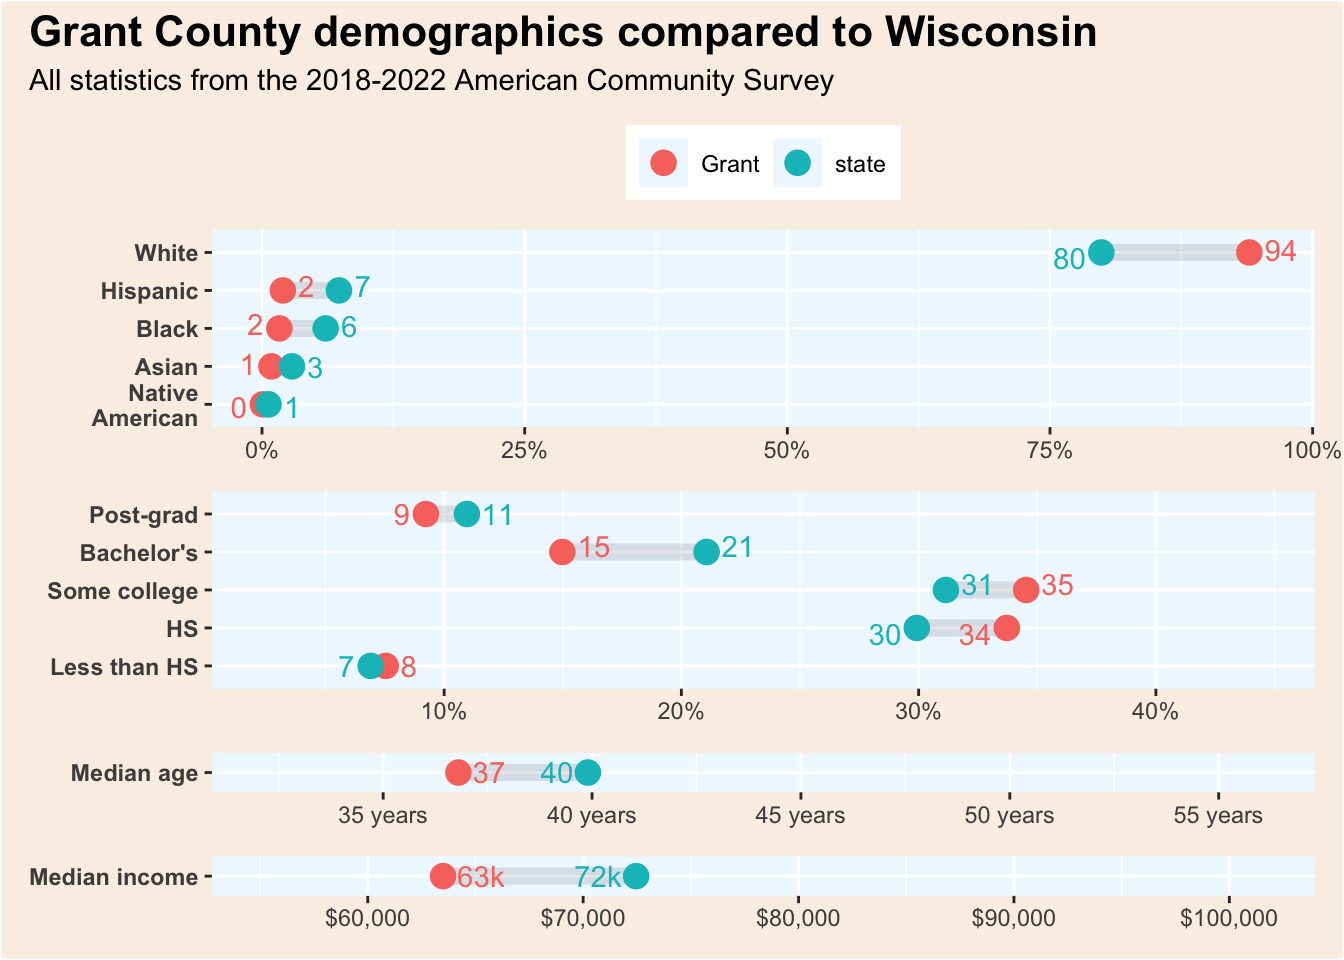 Grant County demographics compared to Wisconsin
All statistics from the 2018-2022 American Community Survey
Grant state
White 80 94
Hispanic 2 7
Black 2 6
Asian 1 3
Native
American 0 1
0% 25% 50% 75% 100%
Post-grad 9 11
Bachelor's 15 21
Some college 31 35
HS 30 34
Less than HS 7 8
10% 20% 30% 40%
Median age 37 40
35 years 40 years 45 years 50 years 55 years
Median income 63k 72k
$60,000 $70,000 $80,000 $90,000 $100,000